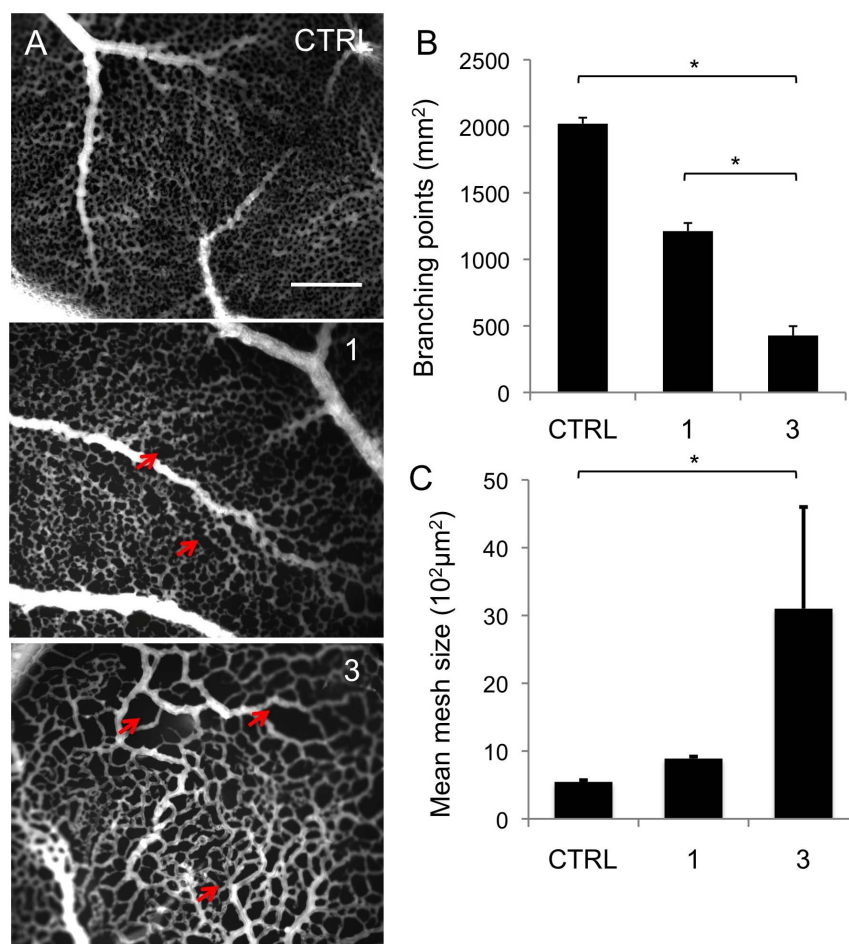 A
CTRL
1
3
B
Branching points (mm²)
2500
2000
1500
1000
500
0
*
*
CTRL 1 3
C
Mean mesh size (10²µm²)
50
40
30
20
10
0
*
CTRL 1 3